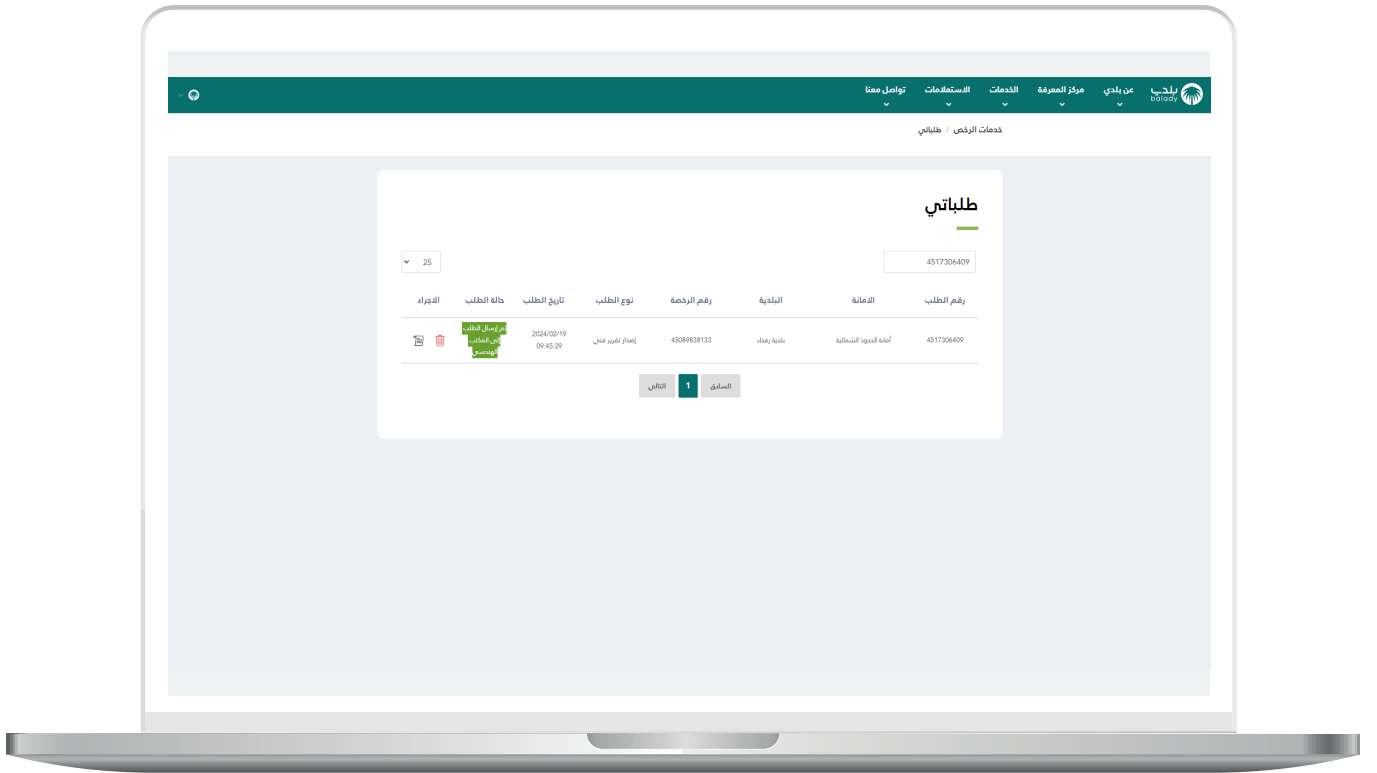 بلدي
balady
عن بلدي
مركز المعرفة
الخدمات
الاستعلامات
تواصل معنا
خدمات الرخص / طلباتي
طلباتي
4517306409
25
رقم الطلب
الامانة
البلدية
رقم الرخصة
نوع الطلب
تاريخ الطلب
حالة الطلب
الاجراء
4517306409
أمانة الحدود الشمالية
بلدية رفحاء
45089838133
إصدار تقرير فني
2024/02/19
09:45:29
تم إرسال الطلب
إلى المكتب
الهندسي
السابق
1
التالي